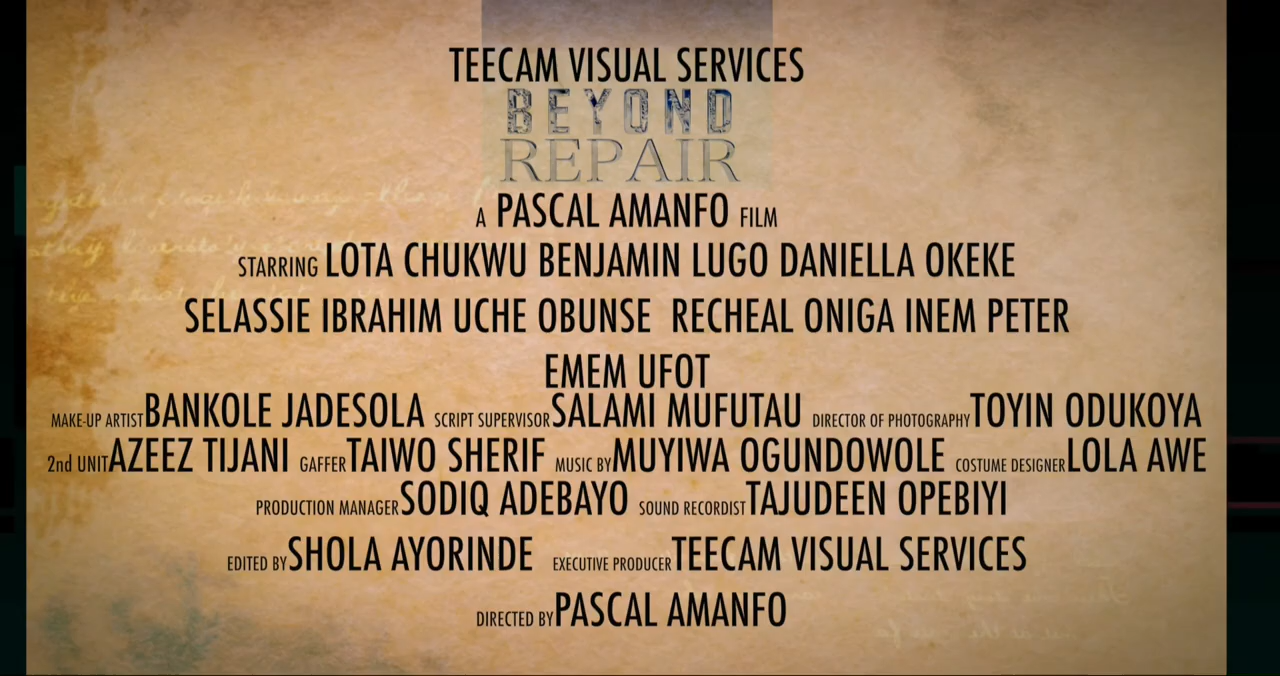 TEECAM VISUAL SERVICES
BEYOND
REPAIR
A PASCAL AMANFO FILM
STARRING LOTA CHUKWU BENJAMIN LUGO DANIELLA OKEKE
SELASSIE IBRAHIM UCHE OBUNSE RECHEAL ONIGA INEM PETER
EMEM UFOT
MAKE-UP ARTIST BANKOLE JADESOLA SCRIPT SUPERVISOR SALAMI MUFUTAU DIRECTOR OF PHOTOGRAPHY TOYIN ODUKOYA
2nd UNIT AZEEZ TIJANI GAFFER TAIWO SHERIF MUSIC BY MUYIWA OGUNDOWOLE COSTUME DESIGNER LOLA AWE
PRODUCTION MANAGER SODIQ ADEBAYO SOUND RECORDIST TAJUDEEN OPEBIYI
EDITED BY SHOLA AYORINDE EXECUTIVE PRODUCER TEECAM VISUAL SERVICES
DIRECTED BY PASCAL AMANFO